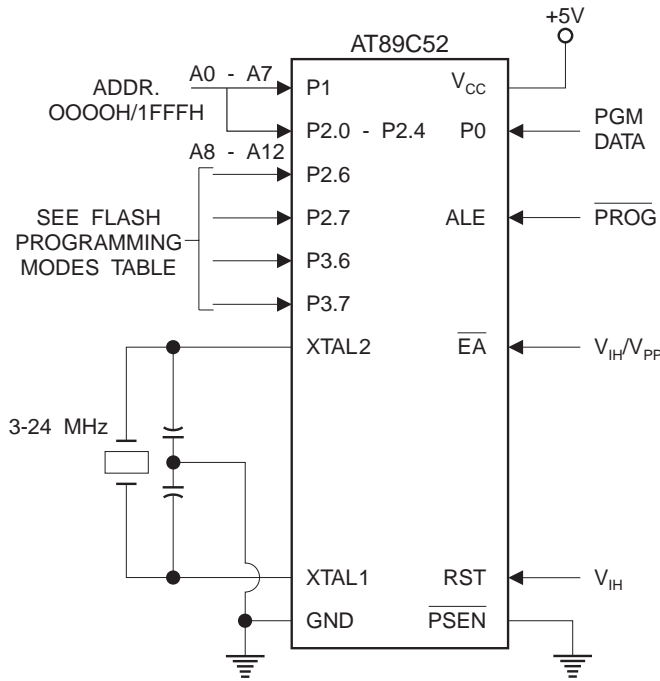 +5V
AT89C52
A0 - A7
ADDR.
OOOOH/1FFFH
P1
VCC
P2.0 - P2.4
P0
PGM
DATA
A8 - A12
P2.6
SEE FLASH
PROGRAMMING
MODES TABLE
P2.7
ALE
PROG
P3.6
P3.7
XTAL2
EA
VIH/VPP
3-24 MHz
XTAL1
RST
VIH
GND
PSEN